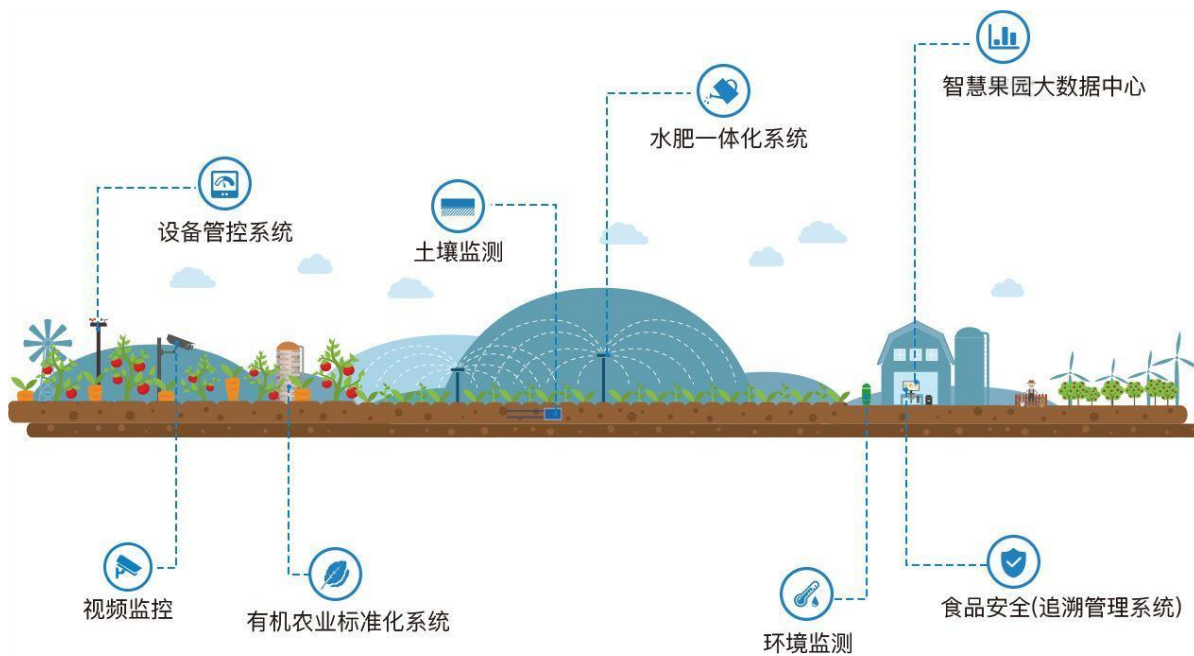 智慧果园大数据中心
水肥一体化系统
设备管控系统
土壤监测
视频监控
有机农业标准化系统
环境监测
食品安全(追溯管理系统)